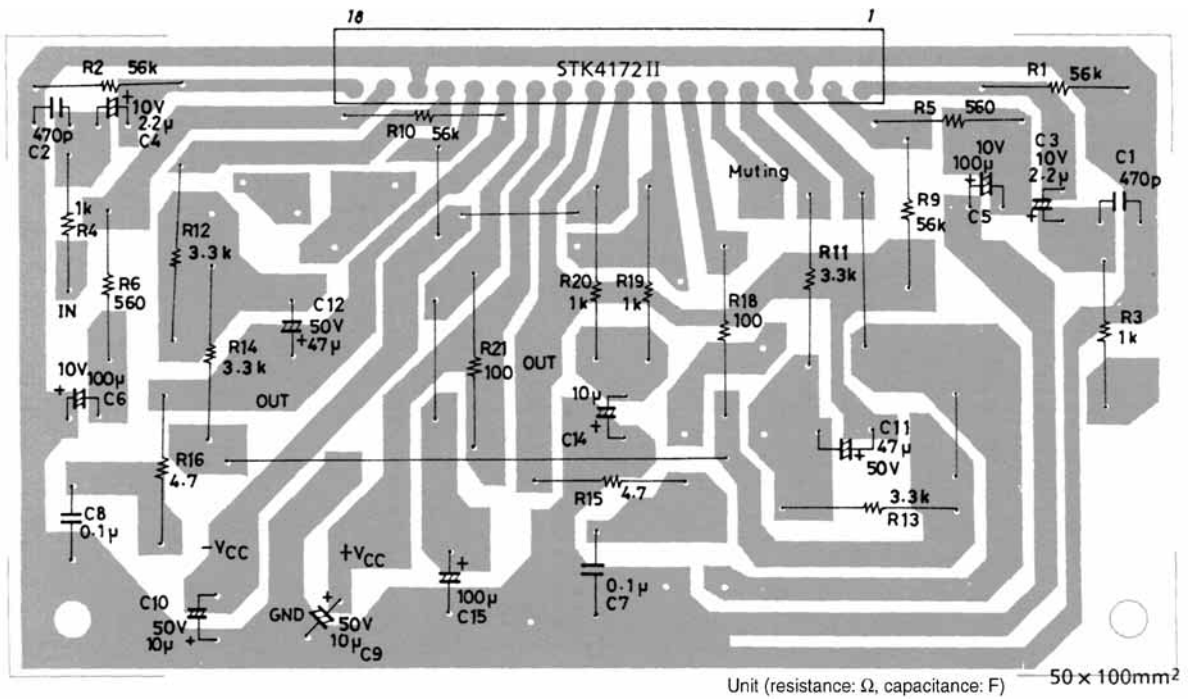 18
1
STK4172II
R2 56k
R1 56k
10V
2.2µ
C4
470p
C2
R10 56k
R5 560
10V
100µ
C5
C3
10V
2.2µ
C1
470p
Muting
1k
R4
R12
3.3k
R9
56k
R11
3.3k
R6
560
IN
C12
50V
47µ
R20
1k
R19
1k
R18
100
R3
1k
R14
3.3k
R21
100
OUT
10V
100µ
C6
OUT
10µ
C14
C11
47µ
50V
R16
4.7
R15 4.7
3.3k
R13
C8
0.1µ
-VCC
+VCC
C10
50V
10µ
GND
50V
10µ
C9
100µ
C15
0.1µ
C7
50 × 100mm²
Unit (resistance: Ω, capacitance: F)